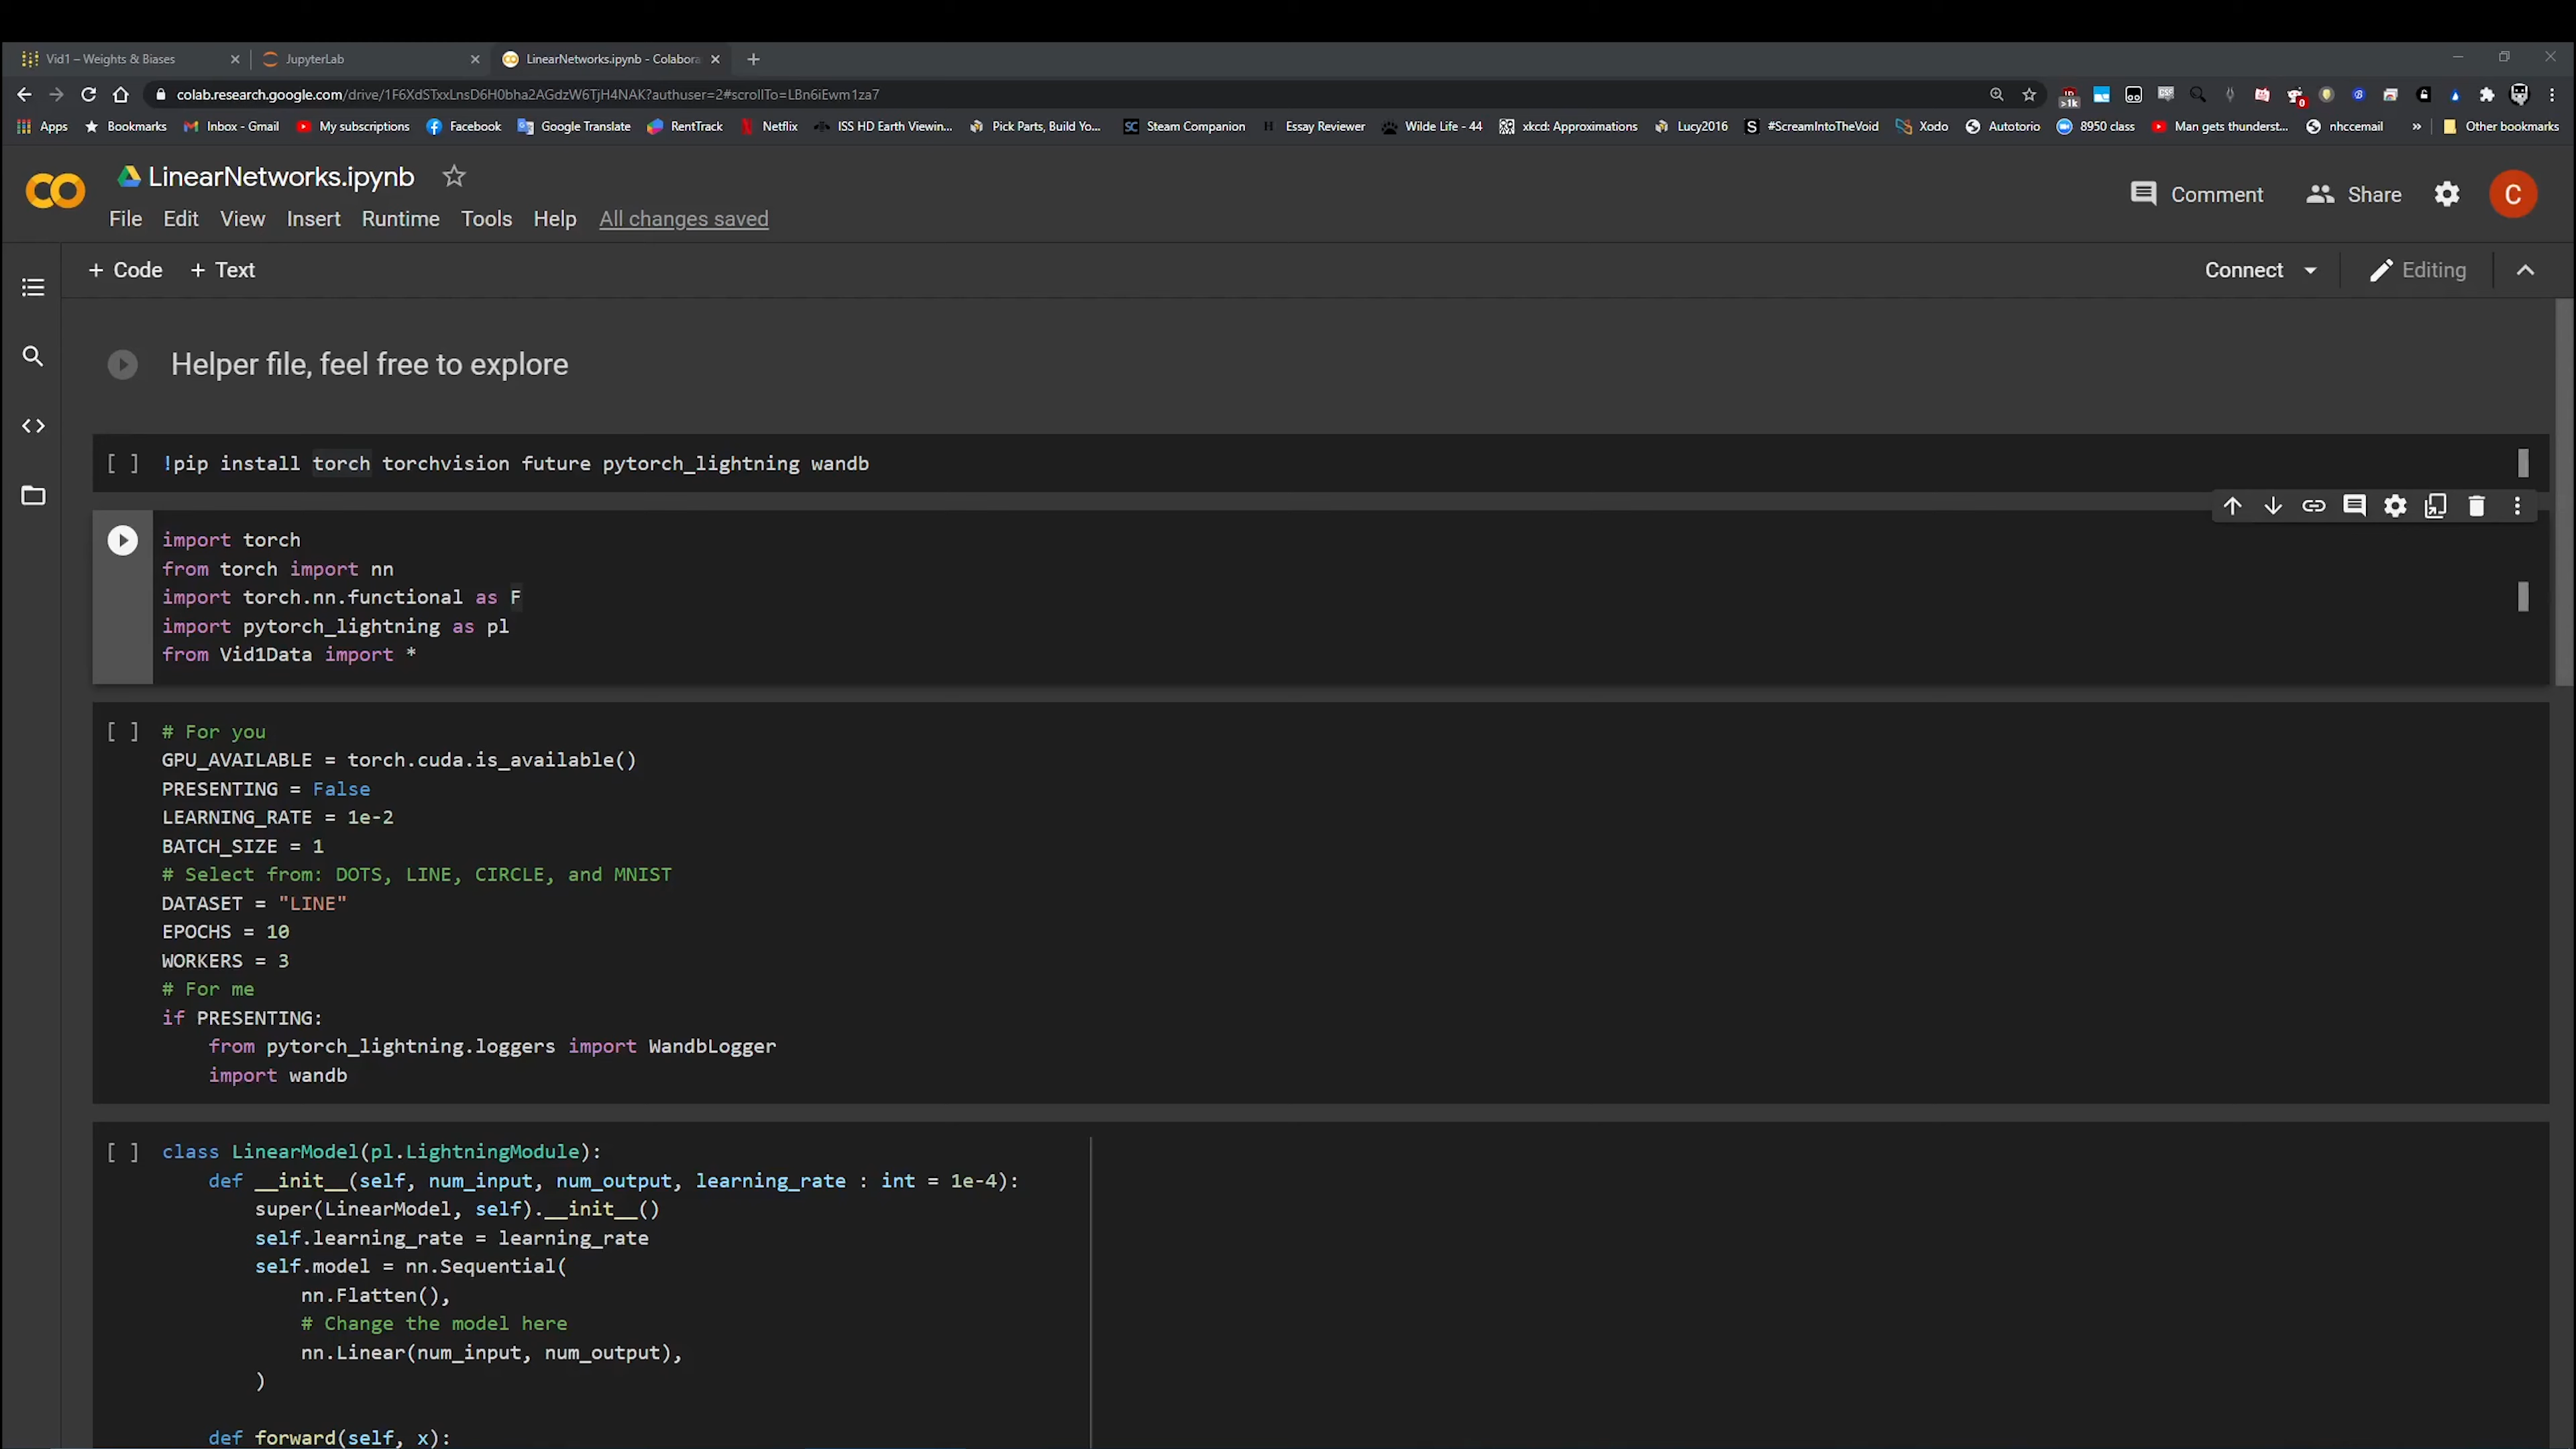 Vid1 – Weights & Biases
JupyterLab
LinearNetworks.ipynb - Colabora
colab.research.google.com/drive/1F6XdSTxxLnsD6H0bha2AGdzW6TjH4NAK?authuser=2#scrollTo=LBn6iEwm1za7
>1k
0
Apps Bookmarks Inbox - Gmail My subscriptions Facebook Google Translate RentTrack Netflix ISS HD Earth Viewin... Pick Parts, Build Yo... Steam Companion Essay Reviewer Wilde Life - 44 xkcd: Approximations Lucy2016 #ScreamIntoTheVoid Xodo Autotorio 8950 class Man gets thunderst... nhccemail » Other bookmarks
LinearNetworks.ipynb
File Edit View Insert Runtime Tools Help All changes saved
Comment Share C
+ Code + Text
Connect Editing
Helper file, feel free to explore
[ ] !pip install torch torchvision future pytorch_lightning wandb
import torch
from torch import nn
import torch.nn.functional as F
import pytorch_lightning as pl
from Vid1Data import *
[ ] # For you
GPU_AVAILABLE = torch.cuda.is_available()
PRESENTING = False
LEARNING_RATE = 1e-2
BATCH_SIZE = 1
# Select from: DOTS, LINE, CIRCLE, and MNIST
DATASET = "LINE"
EPOCHS = 10
WORKERS = 3
# For me
if PRESENTING:
from pytorch_lightning.loggers import WandbLogger
import wandb
[ ] class LinearModel(pl.LightningModule):
def __init__(self, num_input, num_output, learning_rate : int = 1e-4):
super(LinearModel, self).__init__()
self.learning_rate = learning_rate
self.model = nn.Sequential(
nn.Flatten(),
# Change the model here
nn.Linear(num_input, num_output),
)
def forward(self, x):